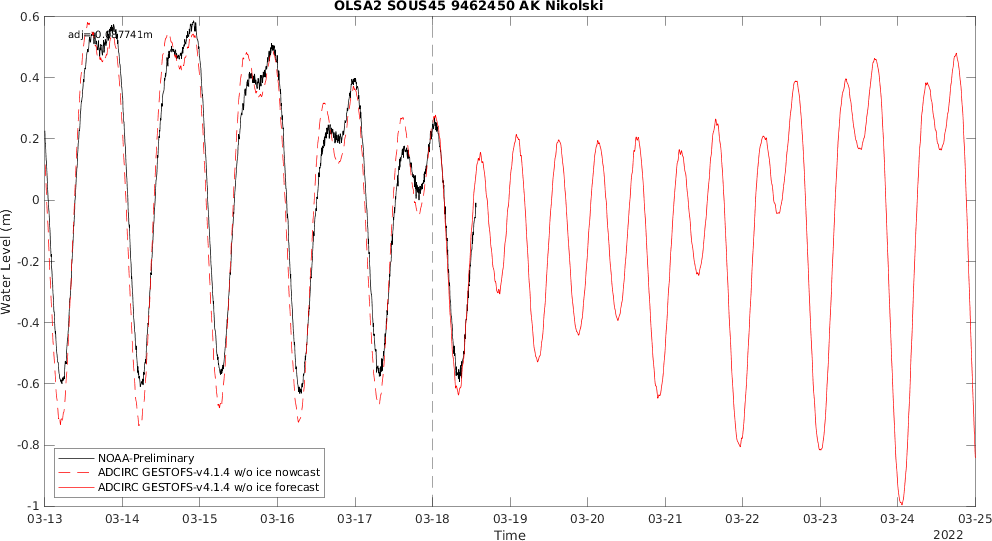 OLSA2 SOUS45 9462450 AK Nikolski
0.6
0.4
0.2
0
-0.2
-0.4
-0.6
-0.8
-1
Water Level (m)
NOAA-Preliminary
ADCIRC GESTOFS-v4.1.4 w/o ice nowcast
ADCIRC GESTOFS-v4.1.4 w/o ice forecast
03-13 03-14 03-15 03-16 03-17 03-18 03-19 03-20 03-21 03-22 03-23 03-24 03-25
Time
2022